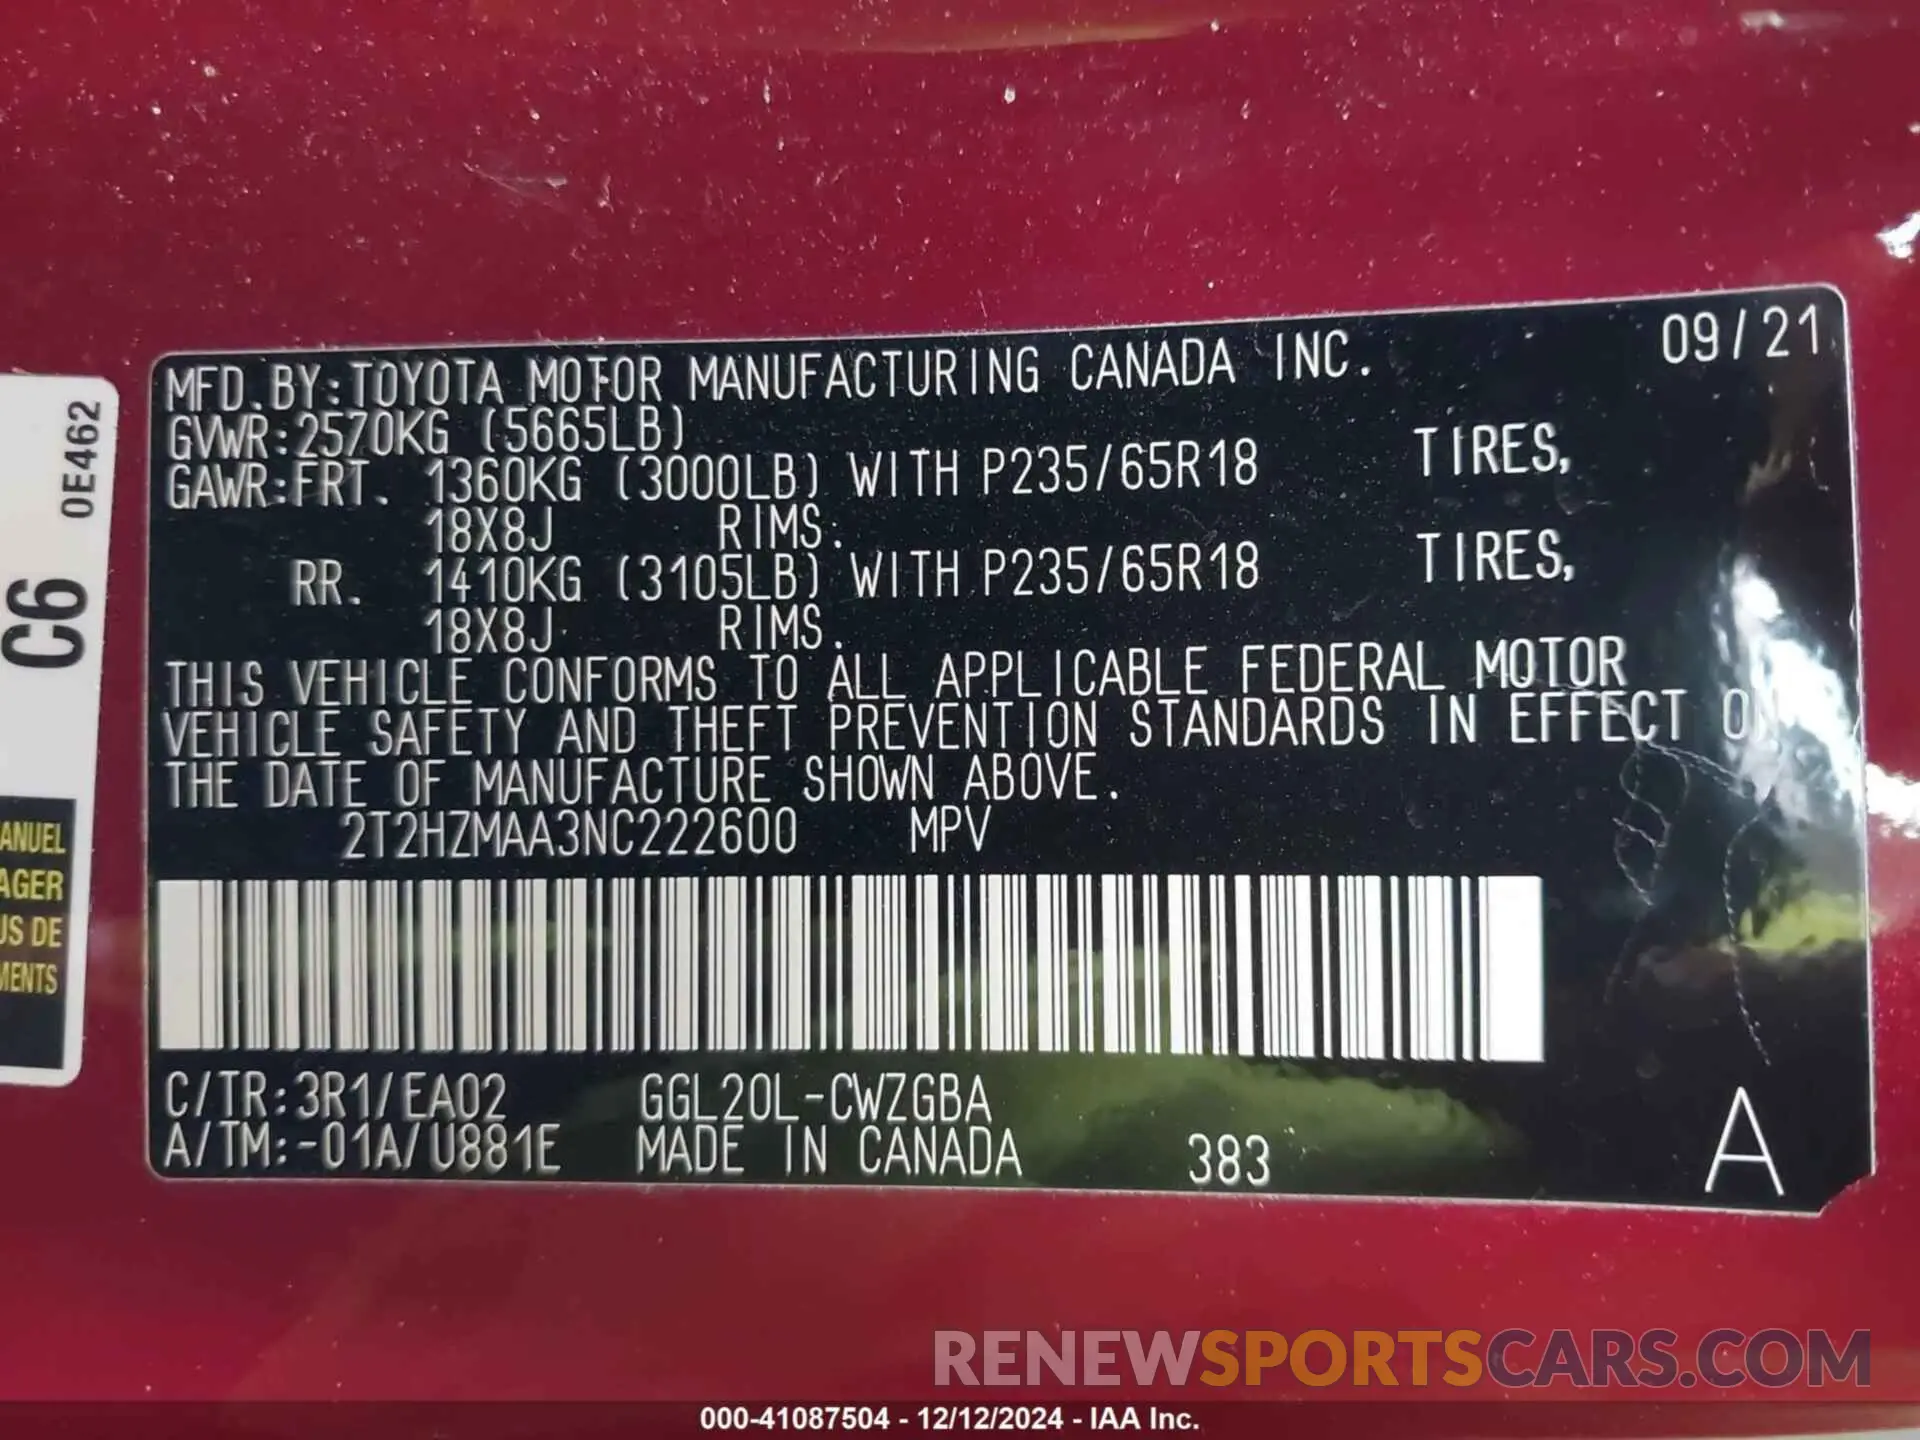 MFD.BY:TOYOTA MOTOR MANUFACTURING CANADA INC. 09/21
GVWR:2570KG (5665LB)
GAWR:FRT. 1360KG (3000LB) WITH P235/65R18 TIRES,
18X8J RIMS.
RR. 1410KG (3105LB) WITH P235/65R18 TIRES,
18X8J RIMS.
THIS VEHICLE CONFORMS TO ALL APPLICABLE FEDERAL MOTOR
VEHICLE SAFETY AND THEFT PREVENTION STANDARDS IN EFFECT ON
THE DATE OF MANUFACTURE SHOWN ABOVE.
2T2HZMAA3NC222600 MPV
C/TR:3R1/EA02 GGL20L-CWZGBA
A/TM:-01A/U881E MADE IN CANADA 383 A
0E462
C6
ANUEL
AGER
US DE
MENTS
RENEWSPORTSCARS.COM
000-41087504 - 12/12/2024 - IAA Inc.